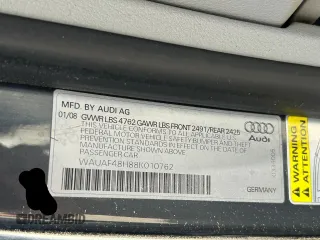 MFD. BY AUDI AG
01/08 GVWR LBS 4762 GAWR LBS FRONT 2491/REAR 2425
THIS VEHICLE CONFORMS TO ALL APPLICABLE FEDERAL
MOTOR VEHICLE SAFETY BUMPER AND THEFT
PREVENTION STANDARDS IN EFFECT ON THE DATE OF
MANUFACTURE SHOWN ABOVE
PASSENGER CAR
WAUAF48H88K010762
Audi
GERMANY
WARNING